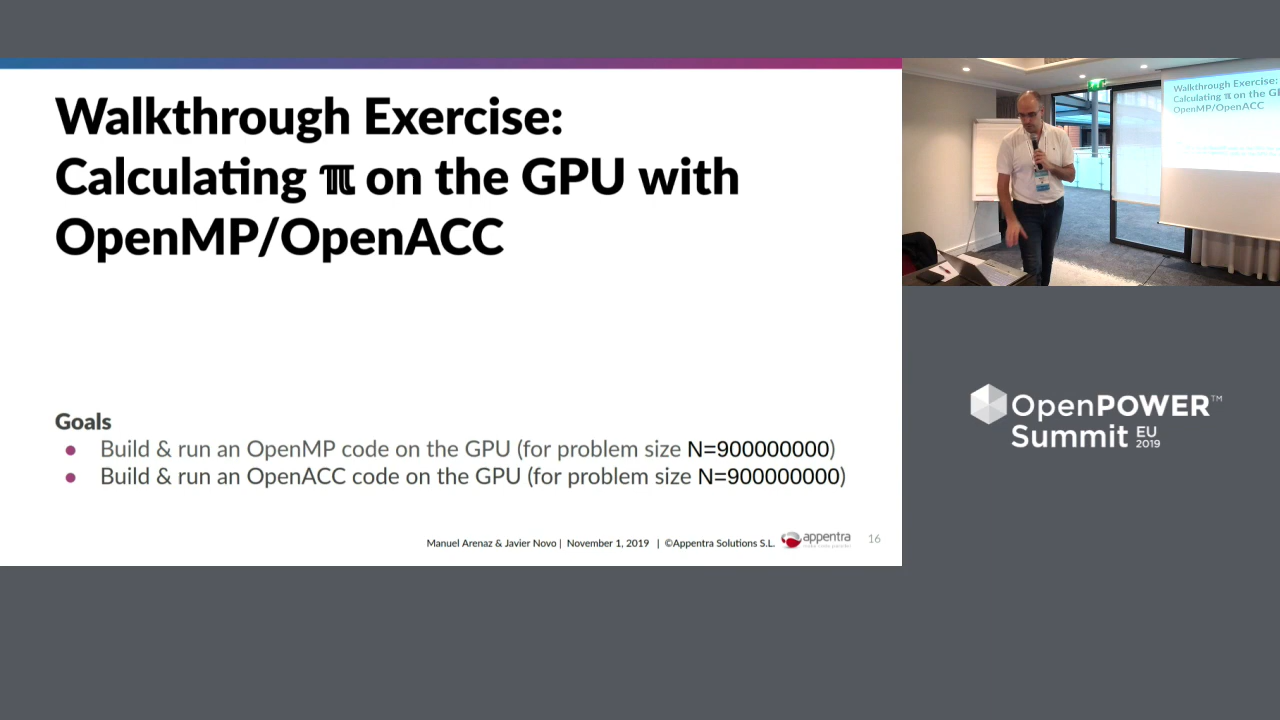 Walkthrough Exercise:
Calculating ℼ on the GPU with
OpenMP/OpenACC
Goals
● Build & run an OpenMP code on the GPU (for problem size N=900000000)
● Build & run an OpenACC code on the GPU (for problem size N=900000000)
Manuel Arenaz & Javier Novo | November 1, 2019 | ©Appentra Solutions S.L.
appentra
16
Walkthrough Exercise:
Calculating ℼ on the G
OpenMP/OpenACC
OpenPOWER™
Summit EU
2019